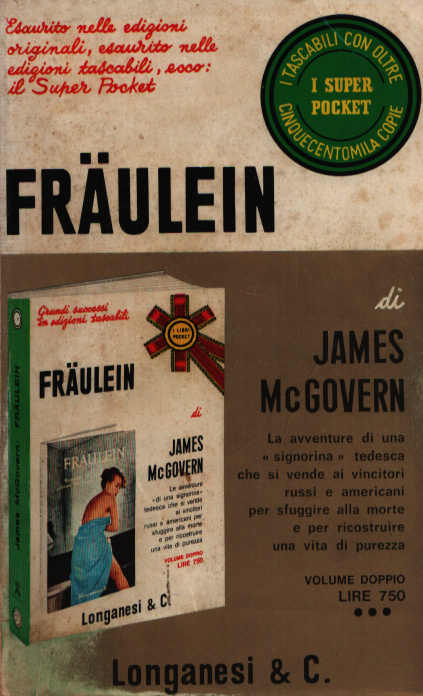 Esaurito nelle edizioni
originali, esaurito nelle
edizioni tascabili, ecco:
il Super Pocket
I TASCABILI CON OLTRE
CINQUECENTOMILA COPIE
I SUPER
POCKET
FRÄULEIN
di
JAMES
McGOVERN
La avventure di una
« signorina » tedesca
che si vende ai vincitori
russi e americani
per sfuggire alla morte
e per ricostruire
una vita di purezza
VOLUME DOPPIO
LIRE 750
James McGovern: FRÄULEIN
Grandi successi
in edizioni tascabili
I LIBRI
POCKET
FRÄULEIN
di
JAMES
McGOVERN
Le avventure
«di una signorina»
tedesca che si vende
ai vincitori
russi e americani per
sfuggire alla morte
e per ricostruire
una vita di purezza
VOLUME DOPPIO
LIRE 750
FRÄULEIN
Longanesi & C.
Longanesi & C.